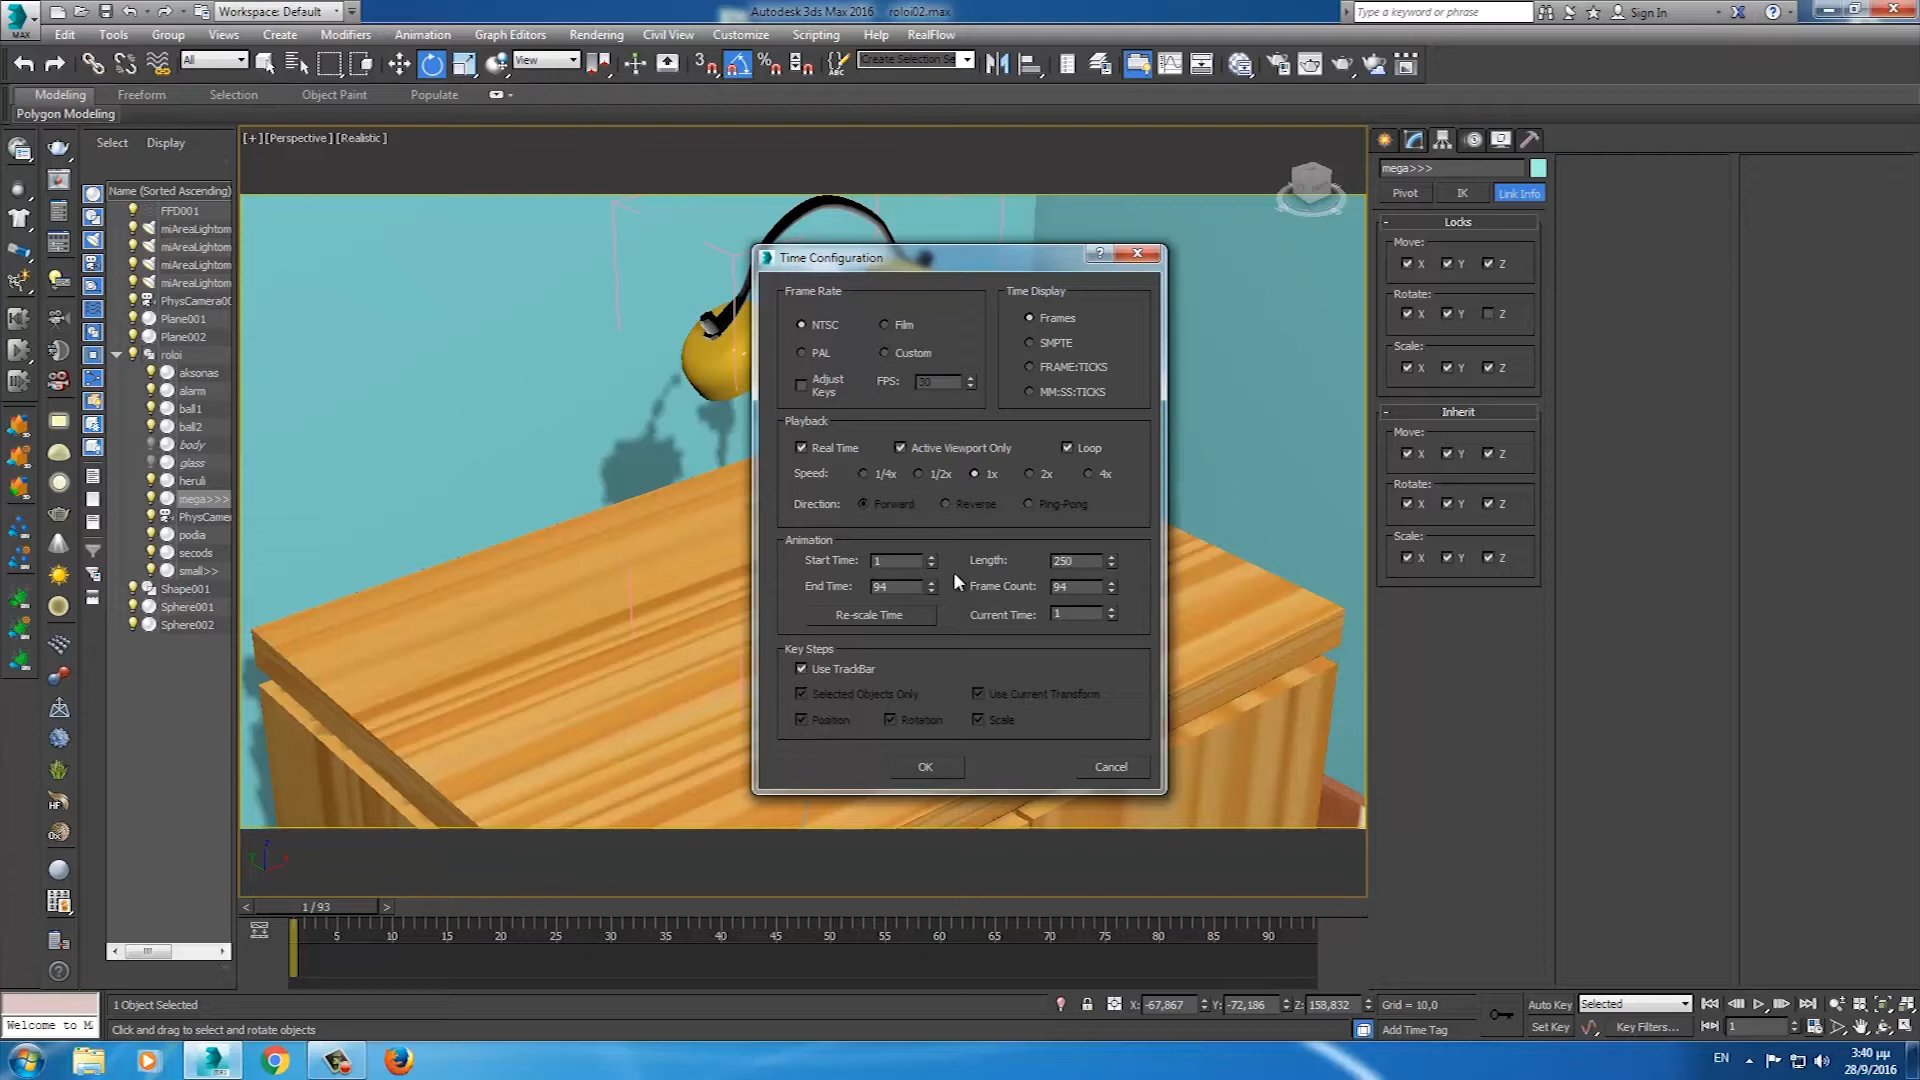 Workspace: Default
Autodesk 3ds Max 2016    roloi02.max
Type a keyword or phrase
Sign In
MAX
Edit Tools Group Views Create Modifiers Animation Graph Editors Rendering Civil View Customize Scripting Help RealFlow
All
View
3
ABC
Create Selection Se
Modeling Freeform Selection Object Paint Populate
Polygon Modeling
Select Display
Name (Sorted Ascending)
FFD001
miAreaLightom
miAreaLightom
miAreaLightom
miAreaLightom
PhysCamera00
Plane001
Plane002
roloi
aksonas
alarm
ball1
ball2
body
glass
heruli
mega>>>
PhysCame
podia
secods
small>>
Shape001
Sphere001
Sphere002
HF
[+][Perspective][Realistic]
Time Configuration
Frame Rate
NTSC Film
PAL Custom
Adjust Keys
FPS: 30
Time Display
Frames
SMPTE
FRAME:TICKS
MM:SS:TICKS
Playback
Real Time Active Viewport Only Loop
Speed: 1/4x 1/2x 1x 2x 4x
Direction: Forward Reverse Ping-Pong
Animation
Start Time: 1 Length: 250
End Time: 94 Frame Count: 94
Re-scale Time Current Time: 1
Key Steps
Use TrackBar
Selected Objects Only Use Current Transform
Position Rotation Scale
OK Cancel
mega>>>
Pivot IK Link Info
Locks
Move:
X Y Z
Rotate:
X Y Z
Scale:
X Y Z
Inherit
Move:
X Y Z
Rotate:
X Y Z
Scale:
X Y Z
< 1 / 93 >
5 10 15 20 25 30 35 40 45 50 55 60 65 70 75 80 85 90
1 Object Selected
X: -67,867 Y: -72,186 Z: 158,832 Grid = 10,0
Auto Key Selected
Welcome to M
Click and drag to select and rotate objects
Add Time Tag
Set Key Key Filters... 1
EN
3:40 μμ
28/9/2016